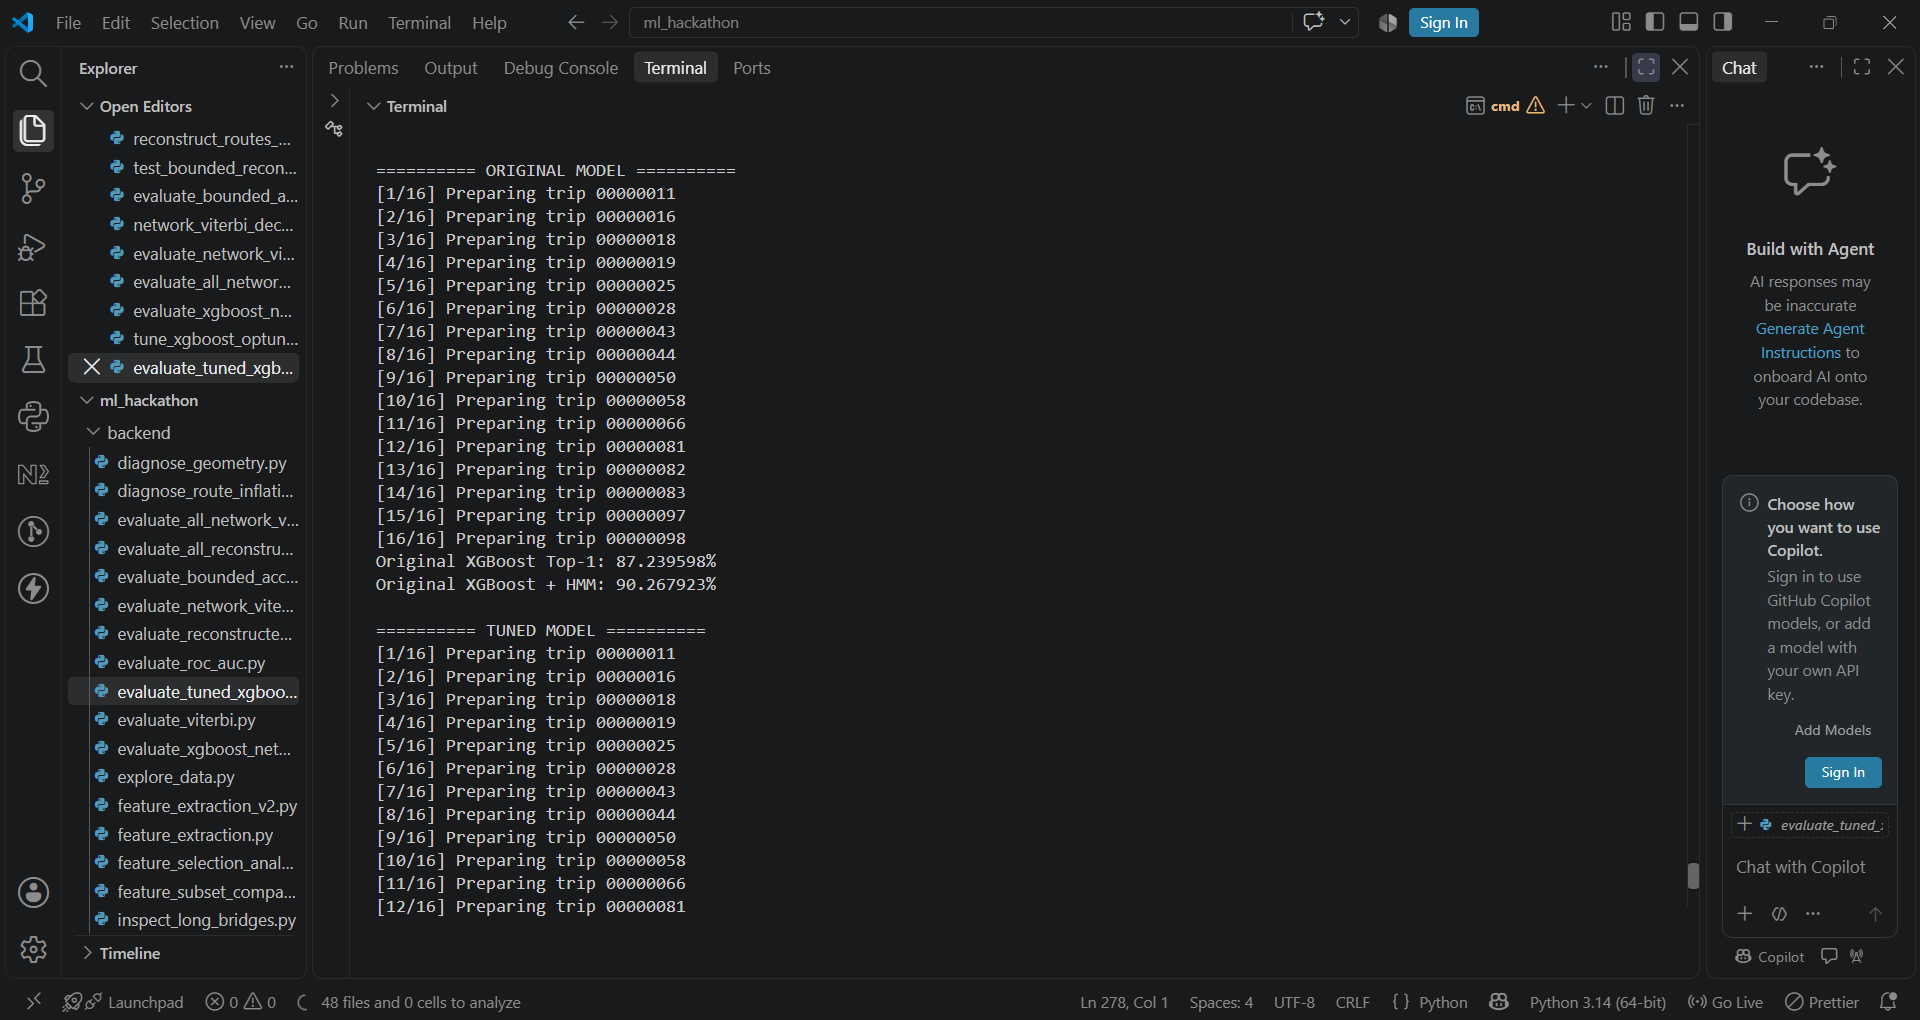 File Edit Selection View Go Run Terminal Help
ml_hackathon
Sign In
Explorer
Open Editors
reconstruct_routes_...
test_bounded_recon...
evaluate_bounded_a...
network_viterbi_dec...
evaluate_network_vi...
evaluate_all_networ...
evaluate_xgboost_n...
tune_xgboost_optun...
evaluate_tuned_xgb...
ml_hackathon
backend
diagnose_geometry.py
diagnose_route_inflati...
evaluate_all_network_v...
evaluate_all_reconstru...
evaluate_bounded_acc...
evaluate_network_vite...
evaluate_reconstructe...
evaluate_roc_auc.py
evaluate_tuned_xgboo...
evaluate_viterbi.py
evaluate_xgboost_net...
explore_data.py
feature_extraction_v2.py
feature_extraction.py
feature_selection_anal...
feature_subset_compa...
inspect_long_bridges.py
Timeline
Problems Output Debug Console Terminal Ports
Terminal
cmd
========== ORIGINAL MODEL ==========
[1/16] Preparing trip 00000011
[2/16] Preparing trip 00000016
[3/16] Preparing trip 00000018
[4/16] Preparing trip 00000019
[5/16] Preparing trip 00000025
[6/16] Preparing trip 00000028
[7/16] Preparing trip 00000043
[8/16] Preparing trip 00000044
[9/16] Preparing trip 00000050
[10/16] Preparing trip 00000058
[11/16] Preparing trip 00000066
[12/16] Preparing trip 00000081
[13/16] Preparing trip 00000082
[14/16] Preparing trip 00000083
[15/16] Preparing trip 00000097
[16/16] Preparing trip 00000098
Original XGBoost Top-1: 87.239598%
Original XGBoost + HMM: 90.267923%
========== TUNED MODEL ==========
[1/16] Preparing trip 00000011
[2/16] Preparing trip 00000016
[3/16] Preparing trip 00000018
[4/16] Preparing trip 00000019
[5/16] Preparing trip 00000025
[6/16] Preparing trip 00000028
[7/16] Preparing trip 00000043
[8/16] Preparing trip 00000044
[9/16] Preparing trip 00000050
[10/16] Preparing trip 00000058
[11/16] Preparing trip 00000066
[12/16] Preparing trip 00000081
Chat
Build with Agent
AI responses may
be inaccurate
Generate Agent
Instructions to
onboard AI onto
your codebase.
Choose how
you want to use
Copilot.
Sign in to use
GitHub Copilot
models, or add
a model with
your own API
key.
Add Models
Sign In
evaluate_tuned_
Chat with Copilot
Copilot
Launchpad 0 0 48 files and 0 cells to analyze Ln 278, Col 1 Spaces: 4 UTF-8 CRLF { } Python Python 3.14 (64-bit) Go Live Prettier